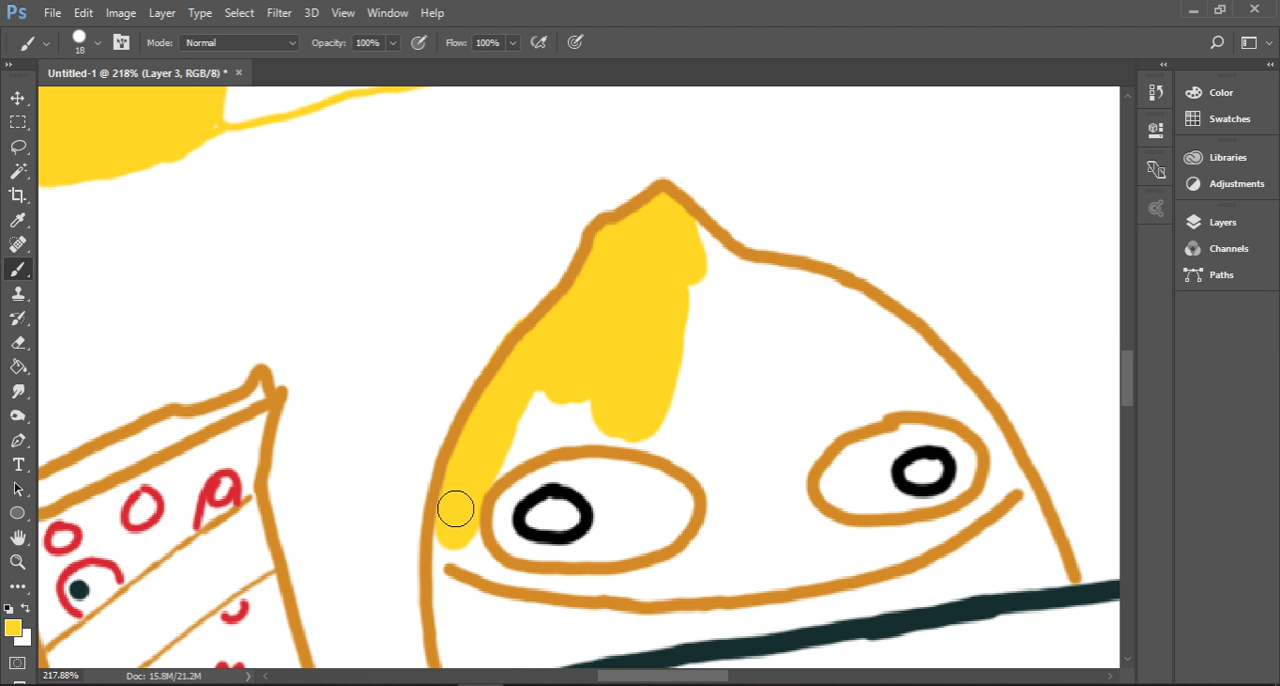 Ps File Edit Image Layer Type Select Filter 3D View Window Help
18 Mode: Normal Opacity: 100% Flow: 100%
Untitled-1 @ 218% (Layer 3, RGB/8) * ×
Color
Swatches
Libraries
Adjustments
Layers
Channels
Paths
217.88% Doc: 15.8M/21.2M